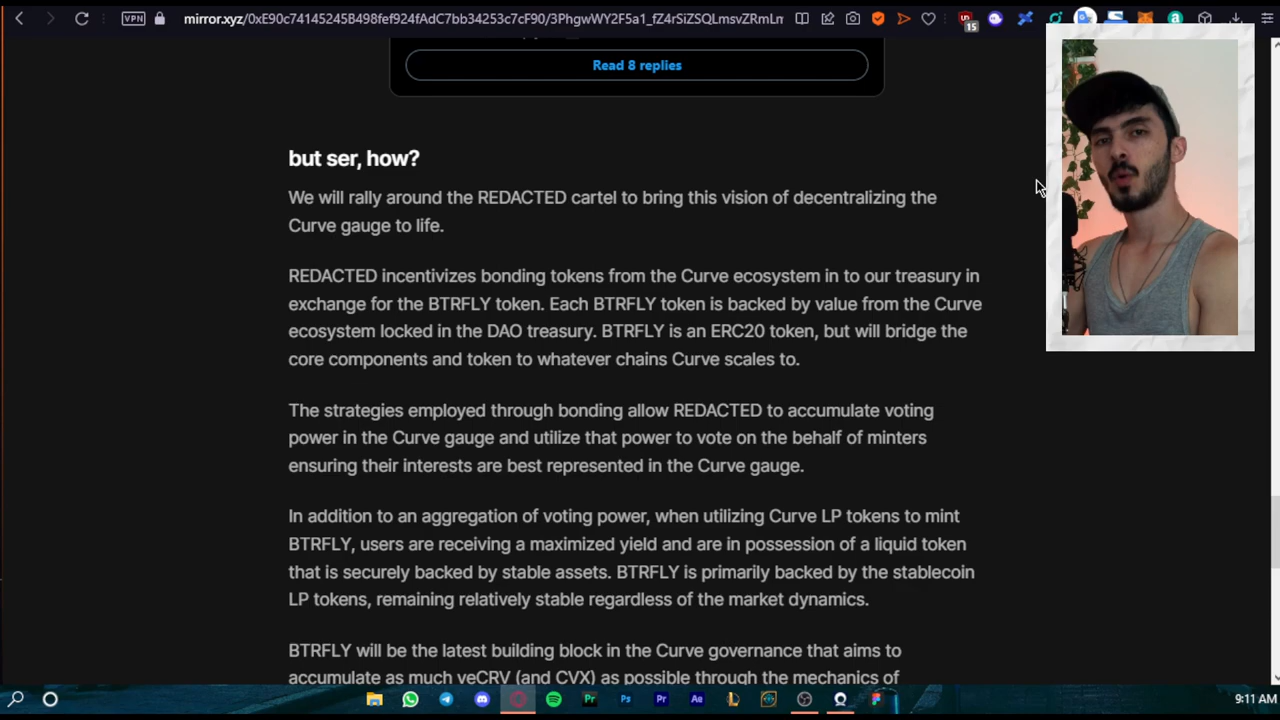 VPN
mirror.xyz/0xE90c74145245B498fef924fAdC7bb34253c7cF90/3PhgwWY2F5a1_fZ4rSiZSQLmsvZRmLm
15
Read 8 replies
but ser, how?
We will rally around the REDACTED cartel to bring this vision of decentralizing the
Curve gauge to life.
REDACTED incentivizes bonding tokens from the Curve ecosystem in to our treasury in
exchange for the BTRFLY token. Each BTRFLY token is backed by value from the Curve
ecosystem locked in the DAO treasury. BTRFLY is an ERC20 token, but will bridge the
core components and token to whatever chains Curve scales to.
The strategies employed through bonding allow REDACTED to accumulate voting
power in the Curve gauge and utilize that power to vote on the behalf of minters
ensuring their interests are best represented in the Curve gauge.
In addition to an aggregation of voting power, when utilizing Curve LP tokens to mint
BTRFLY, users are receiving a maximized yield and are in possession of a liquid token
that is securely backed by stable assets. BTRFLY is primarily backed by the stablecoin
LP tokens, remaining relatively stable regardless of the market dynamics.
BTRFLY will be the latest building block in the Curve governance that aims to
accumulate as much veCRV (and CVX) as possible through the mechanics of
Pr
Ps
Pr
Ae
9:11 AM